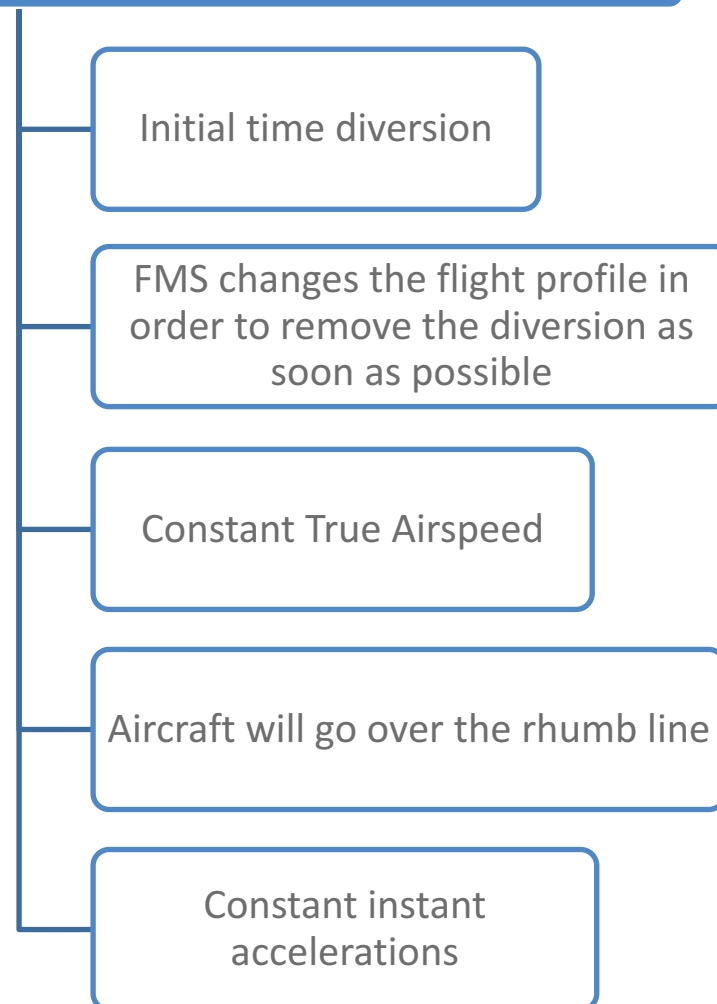 Initial time diversion
FMS changes the flight profile in
order to remove the diversion as
soon as possible
Constant True Airspeed
Aircraft will go over the rhumb line
Constant instant
accelerations